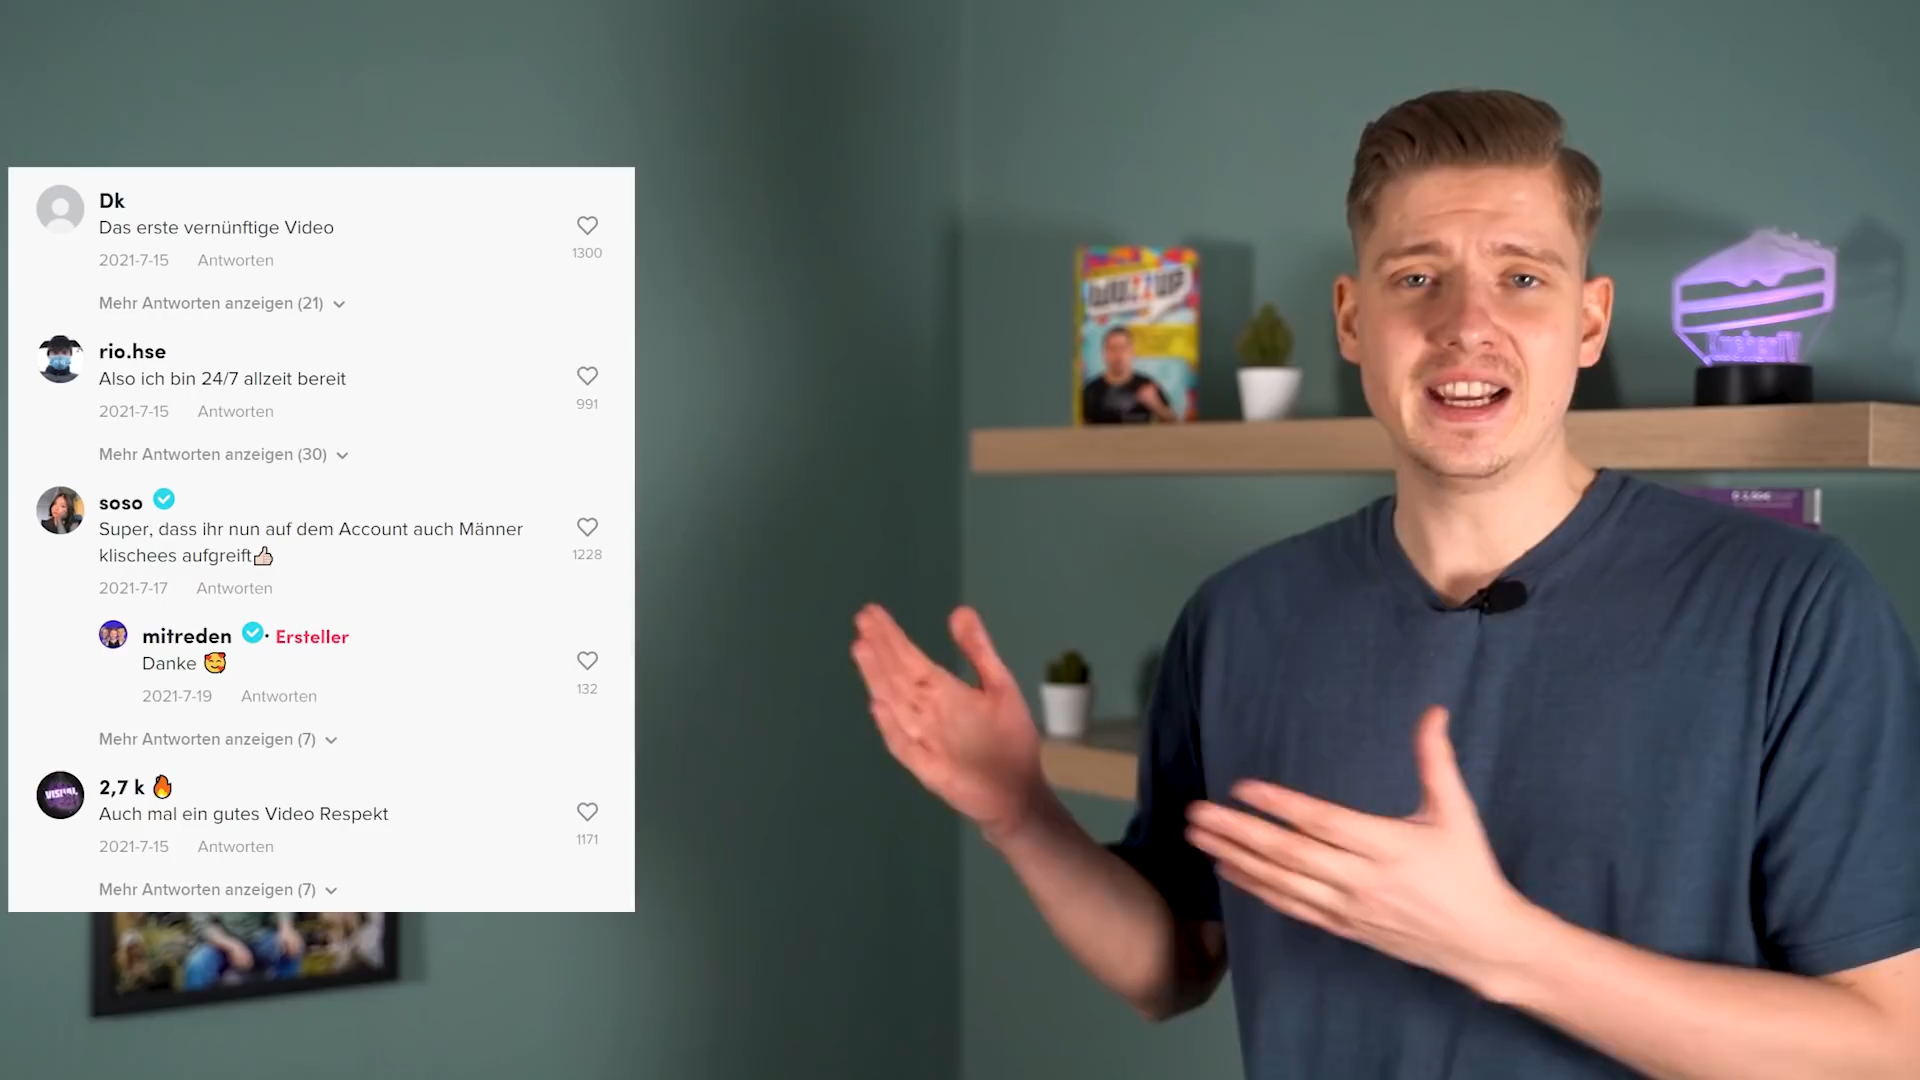 Dk
Das erste vernünftige Video
1300
2021-7-15 Antworten
Mehr Antworten anzeigen (21)
rio.hse
Also ich bin 24/7 allzeit bereit
991
2021-7-15 Antworten
Mehr Antworten anzeigen (30)
soso
Super, dass ihr nun auf dem Account auch Männer
klischees aufgreift👍🏻
1228
2021-7-17 Antworten
mitreden · Ersteller
Danke 🥰
132
2021-7-19 Antworten
Mehr Antworten anzeigen (7)
2,7 k 🔥
Auch mal ein gutes Video Respekt
1171
2021-7-15 Antworten
Mehr Antworten anzeigen (7)
VISUAL
WUZZUP